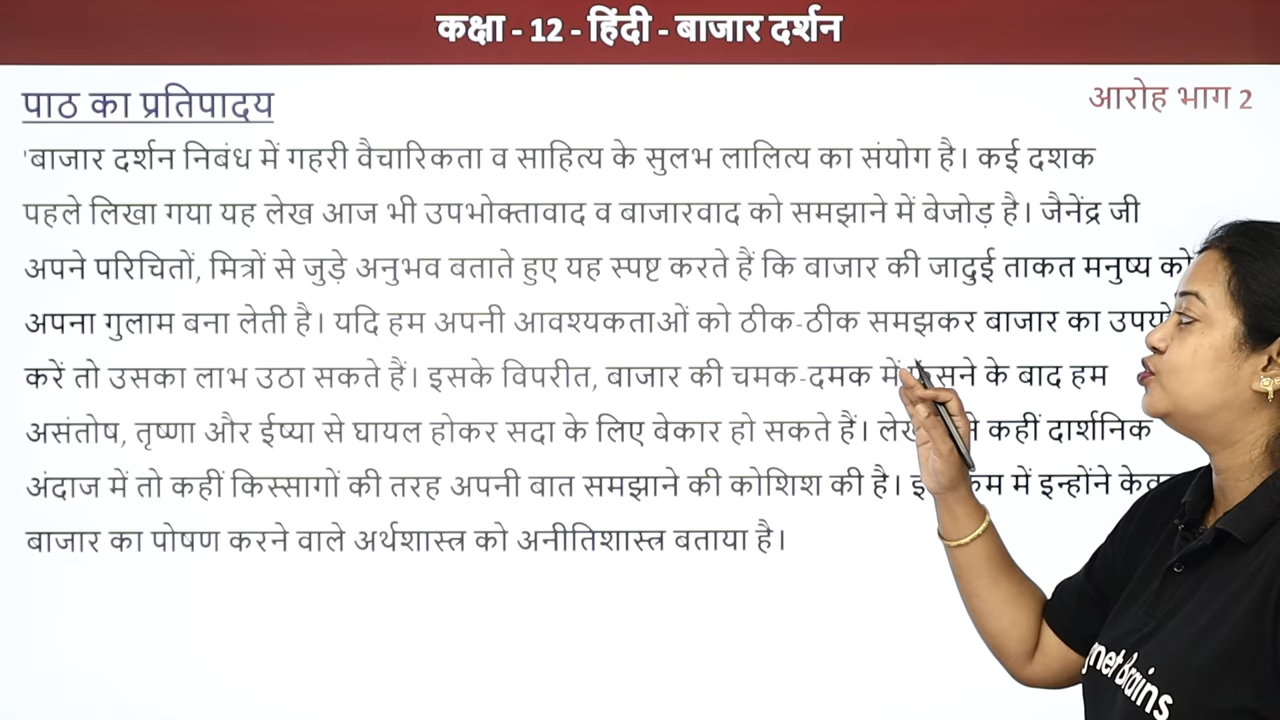 कक्षा - 12 - हिंदी - बाजार दर्शन
पाठ का प्रतिपादय
आरोह भाग 2
'बाजार दर्शन निबंध में गहरी वैचारिकता व साहित्य के सुलभ लालित्य का संयोग है। कई दशक
पहले लिखा गया यह लेख आज भी उपभोक्तावाद व बाजारवाद को समझाने में बेजोड़ है। जैनेंद्र जी
अपने परिचितों, मित्रों से जुड़े अनुभव बताते हुए यह स्पष्ट करते हैं कि बाजार की जादुई ताकत मनुष्य को
अपना गुलाम बना लेती है। यदि हम अपनी आवश्यकताओं को ठीक-ठीक समझकर बाजार का
करें तो उसका लाभ उठा सकते हैं। इसके विपरीत, बाजार की चमक-दमक में के बाद हम
असंतोष, तृष्णा और ईष्या से घायल होकर सदा के लिए बेकार हो सकते हैं। कहीं दार्शनिक
अंदाज में तो कहीं किस्सागों की तरह अपनी बात समझाने की कोशिश की है। में इन्होंने
बाजार का पोषण करने वाले अर्थशास्त्र को अनीतिशास्त्र बताया है।
Brains